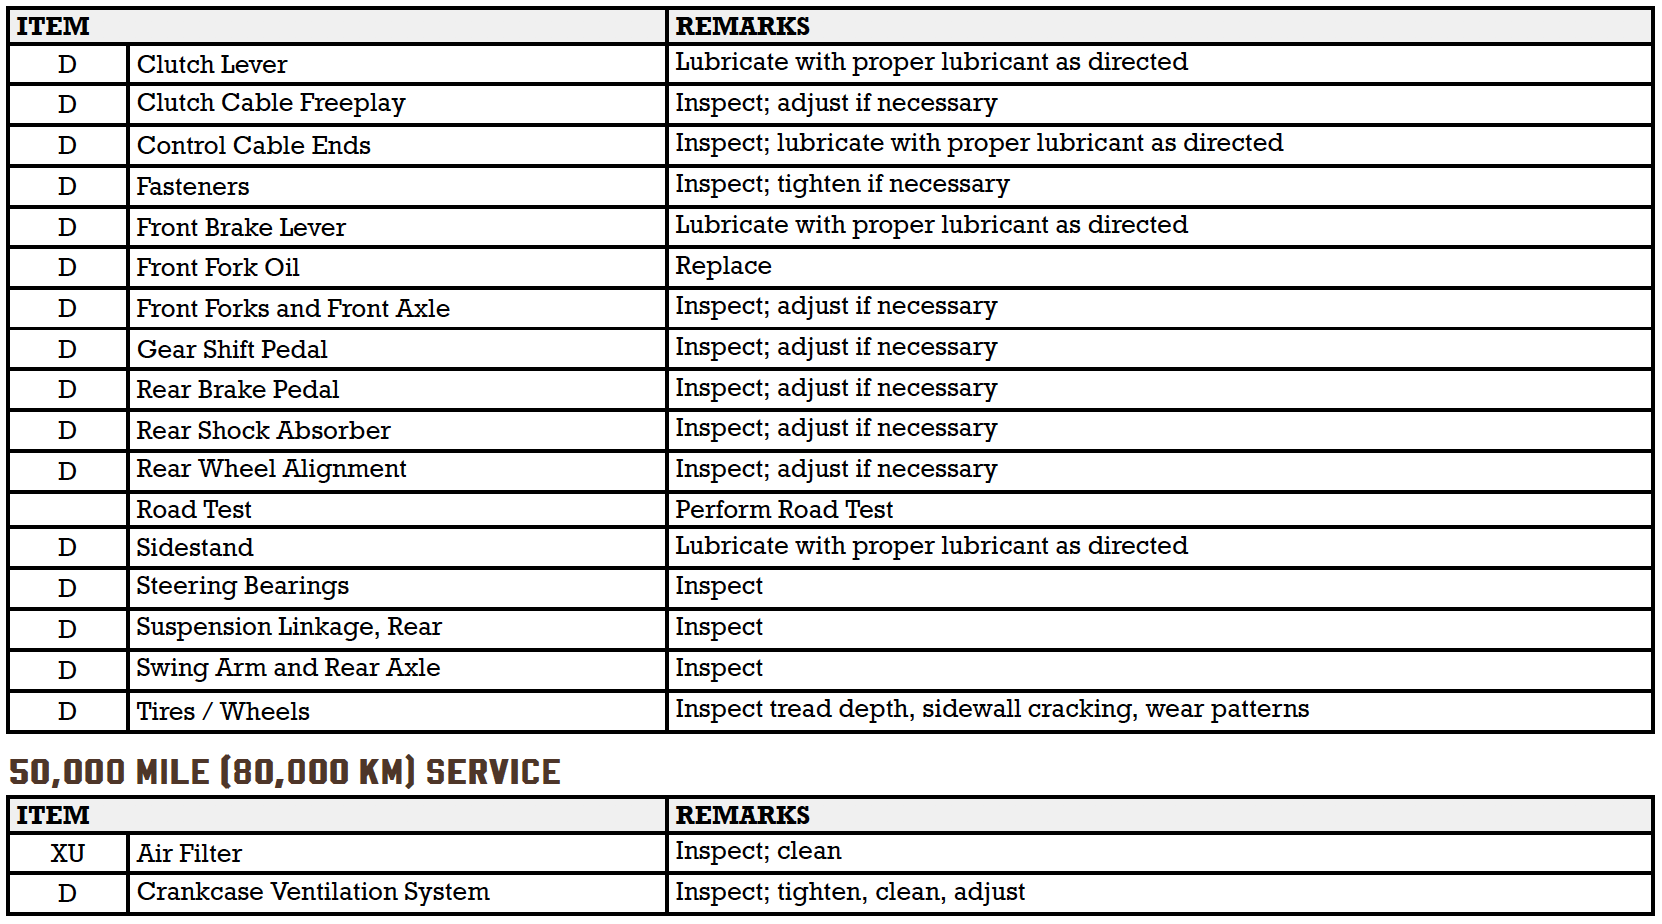 ITEM REMARKS
D Clutch Lever Lubricate with proper lubricant as directed
D Clutch Cable Freeplay Inspect; adjust if necessary
D Control Cable Ends Inspect; lubricate with proper lubricant as directed
D Fasteners Inspect; tighten if necessary
D Front Brake Lever Lubricate with proper lubricant as directed
D Front Fork Oil Replace
D Front Forks and Front Axle Inspect; adjust if necessary
D Gear Shift Pedal Inspect; adjust if necessary
D Rear Brake Pedal Inspect; adjust if necessary
D Rear Shock Absorber Inspect; adjust if necessary
D Rear Wheel Alignment Inspect; adjust if necessary
Road Test Perform Road Test
D Sidestand Lubricate with proper lubricant as directed
D Steering Bearings Inspect
D Suspension Linkage, Rear Inspect
D Swing Arm and Rear Axle Inspect
D Tires / Wheels Inspect tread depth, sidewall cracking, wear patterns
50,000 MILE (80,000 KM) SERVICE
ITEM REMARKS
XU Air Filter Inspect; clean
D Crankcase Ventilation System Inspect; tighten, clean, adjust